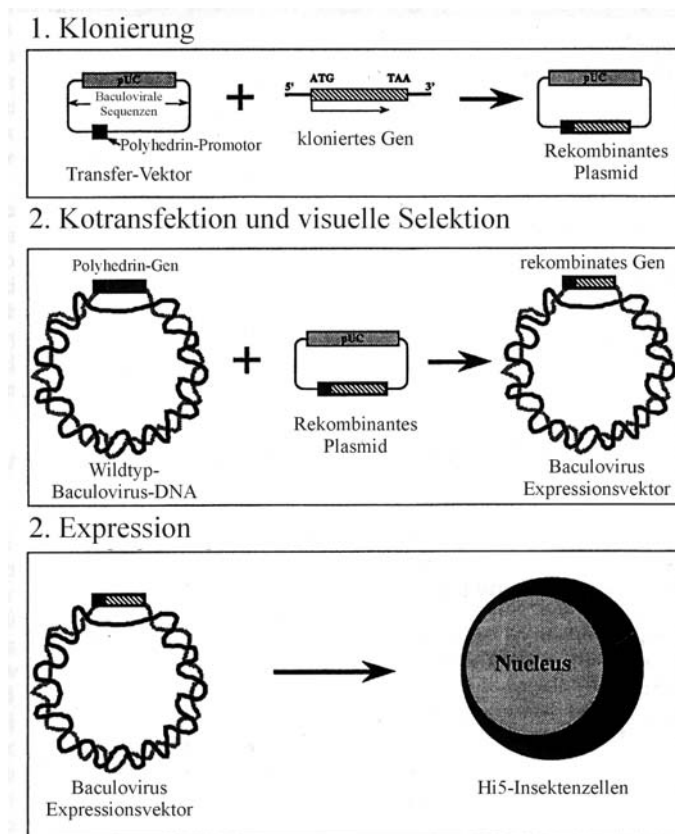 1. Klonierung
pUC
Baculovirale
Sequenzen
Polyhedrin-Promotor
Transfer-Vektor
+
5' ATG TAA 3'
kloniertes Gen
pUC
Rekombinantes
Plasmid
2. Kotransfektion und visuelle Selektion
Polyhedrin-Gen
Wildtyp-
Baculovirus-DNA
+
pUC
Rekombinantes
Plasmid
rekombinates Gen
Baculovirus
Expressionsvektor
2. Expression
Baculovirus
Expressionsvektor
Nucleus
Hi5-Insektenzellen